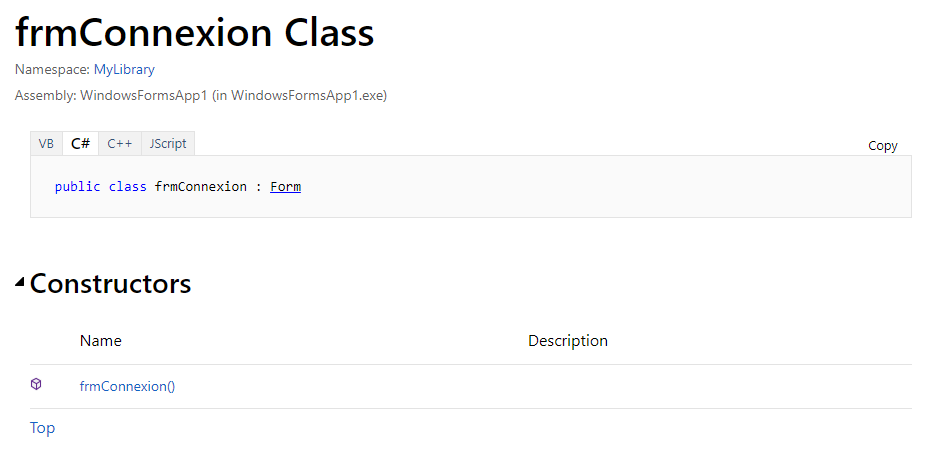 frmConnexion Class
Namespace: MyLibrary
Assembly: WindowsFormsApp1 (in WindowsFormsApp1.exe)
VB C# C++ JScript Copy
public class frmConnexion : Form
Constructors
Name Description
frmConnexion()
Top